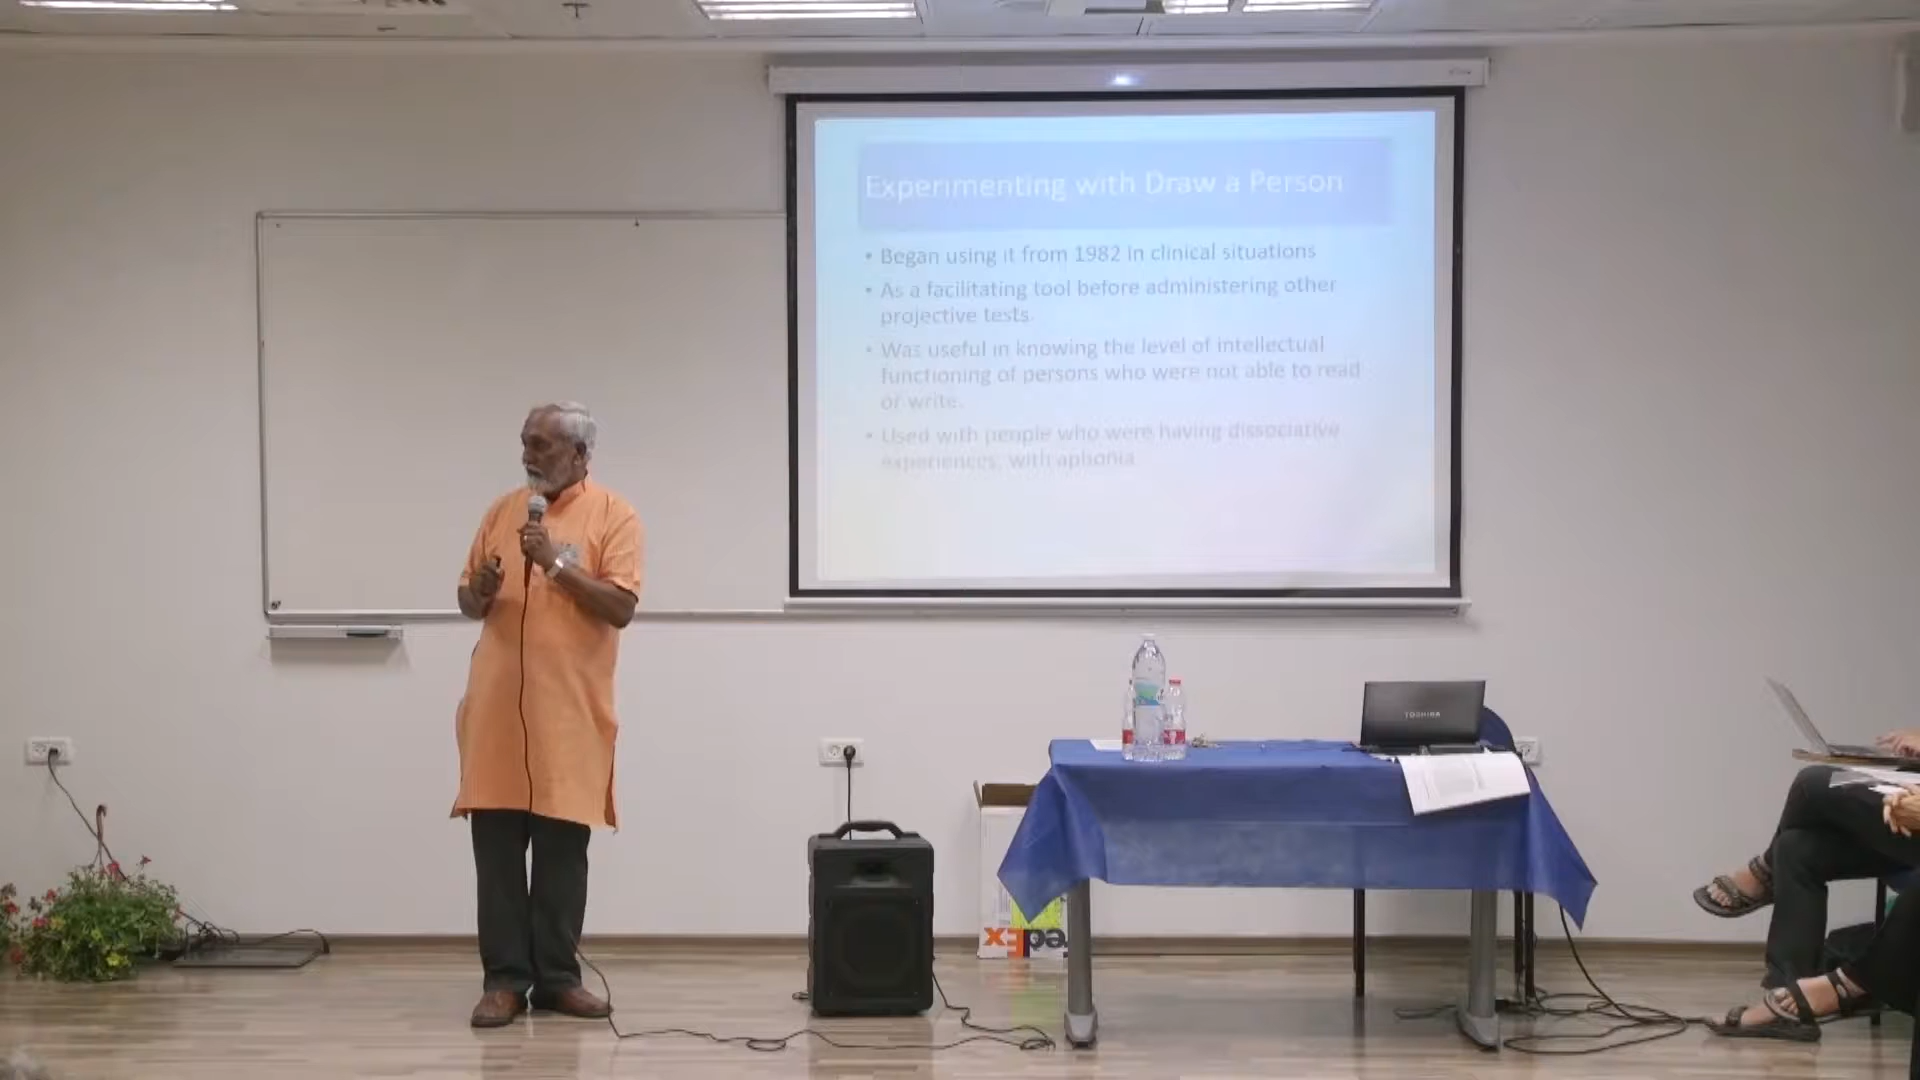 Experimenting with Draw a Person
• Began using it from 1982 in clinical situations
• As a facilitating tool before administering other
projective tests.
• Was useful in knowing the level of intellectual
functioning of persons who were not able to read
or write.
• Used with people who were having dissociative
experiences, with aphonia
TOSHIBA
FedEx